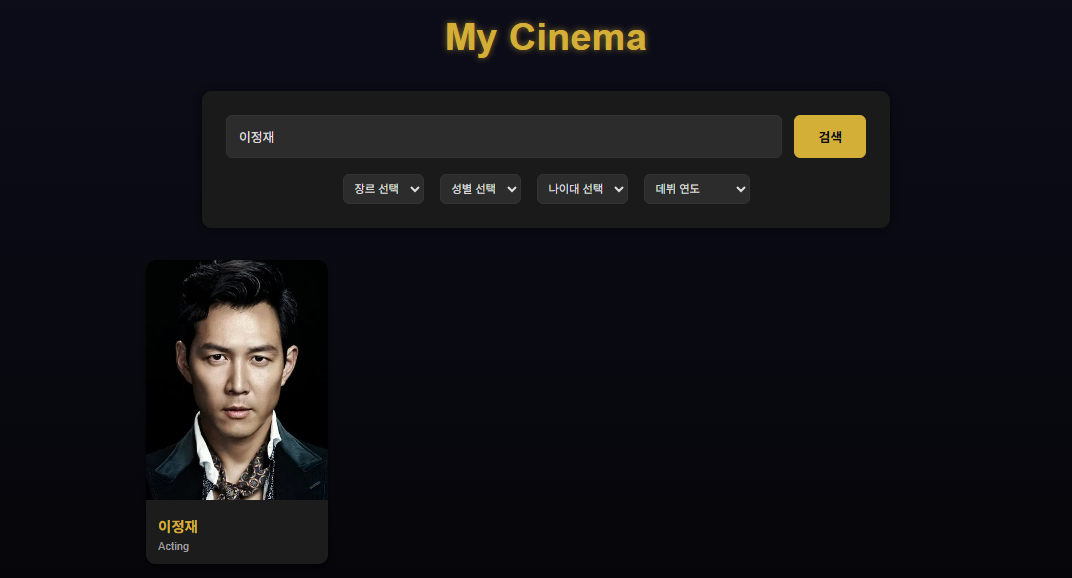 My Cinema
이정재
검색
장르 선택
성별 선택
나이대 선택
데뷔 연도
이정재
Acting